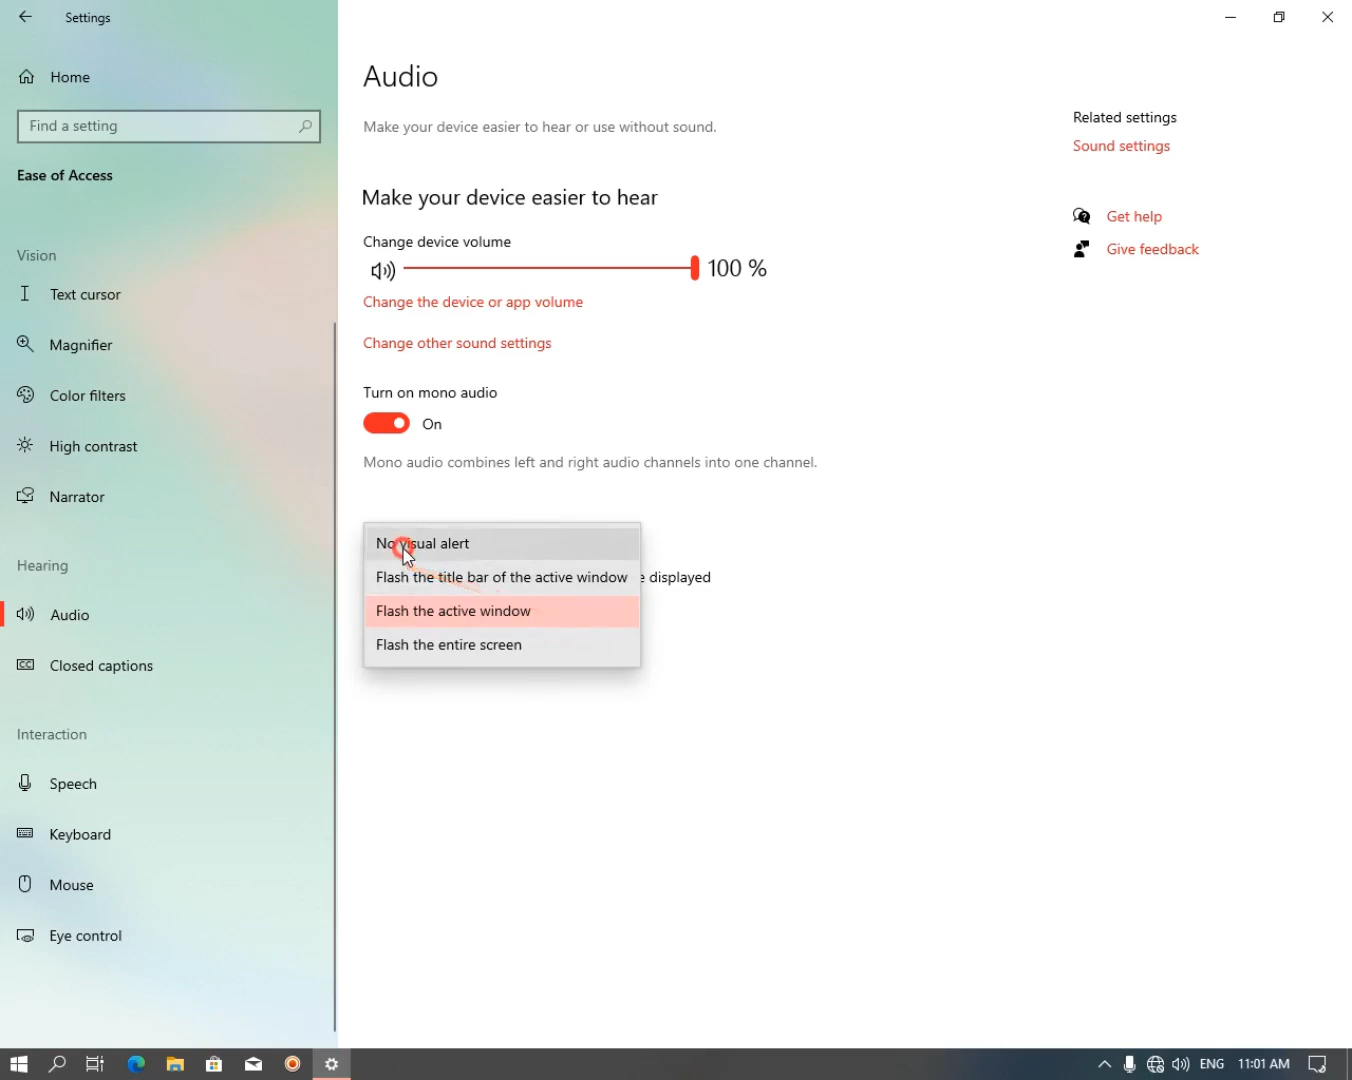 Settings
Home
Find a setting
Ease of Access
Vision
Text cursor
Magnifier
Color filters
High contrast
Narrator
Hearing
Audio
Closed captions
Interaction
Speech
Keyboard
Mouse
Eye control
Audio
Make your device easier to hear or use without sound.
Make your device easier to hear
Change device volume
100 %
Change the device or app volume
Change other sound settings
Turn on mono audio
On
Mono audio combines left and right audio channels into one channel.
No visual alert
Flash the title bar of the active window
displayed
Flash the active window
Flash the entire screen
Related settings
Sound settings
Get help
Give feedback
ENG
11:01 AM